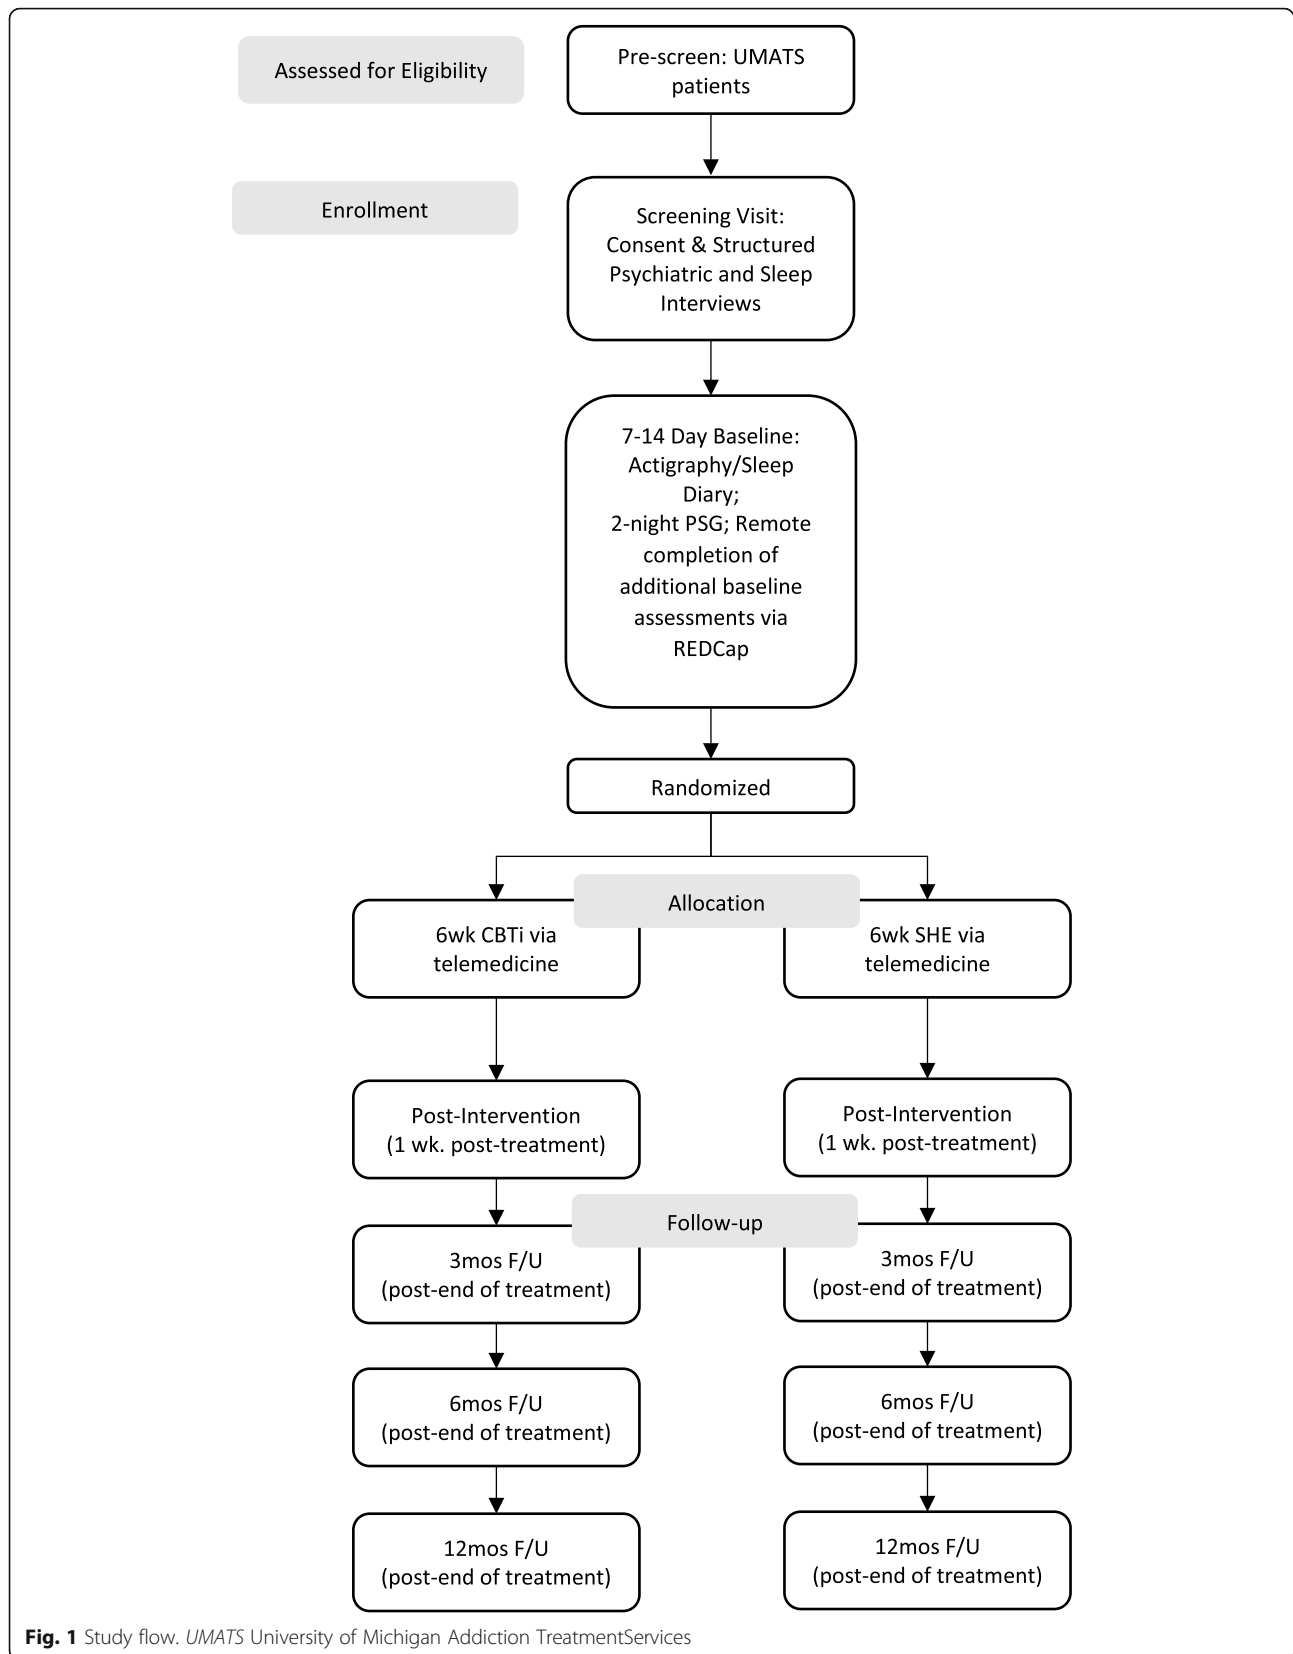 Assessed for Eligibility
Pre-screen: UMATS
patients
Enrollment
Screening Visit:
Consent & Structured
Psychiatric and Sleep
Interviews
7-14 Day Baseline:
Actigraphy/Sleep
Diary;
2-night PSG; Remote
completion of
additional baseline
assessments via
REDCap
Randomized
Allocation
6wk CBTi via
telemedicine
6wk SHE via
telemedicine
Post-Intervention
(1 wk. post-treatment)
Post-Intervention
(1 wk. post-treatment)
Follow-up
3mos F/U
(post-end of treatment)
3mos F/U
(post-end of treatment)
6mos F/U
(post-end of treatment)
6mos F/U
(post-end of treatment)
12mos F/U
(post-end of treatment)
12mos F/U
(post-end of treatment)
Fig. 1 Study flow. UMATS University of Michigan Addiction TreatmentServices